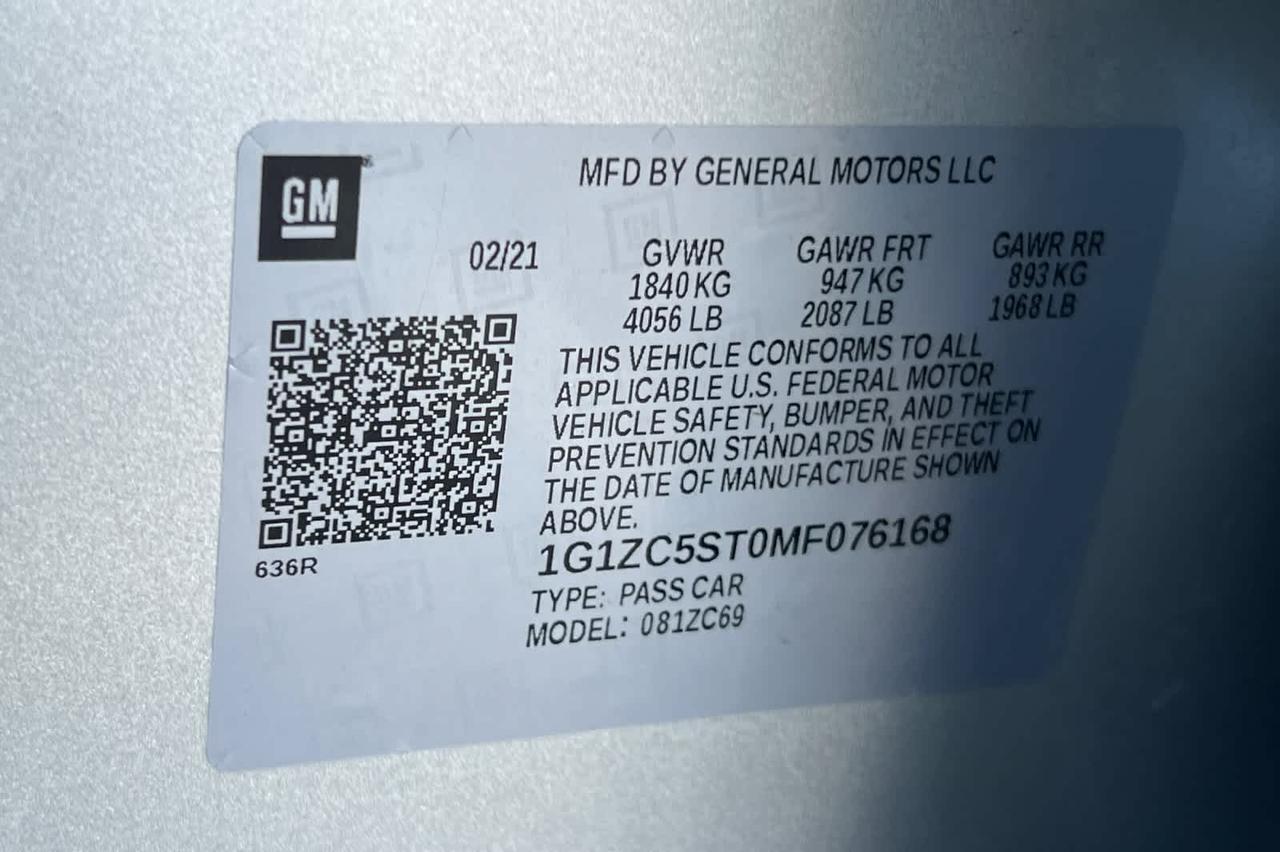 GM
MFD BY GENERAL MOTORS LLC
02/21 GVWR GAWR FRT GAWR RR
1840 KG 947 KG 893 KG
4056 LB 2087 LB 1968 LB
THIS VEHICLE CONFORMS TO ALL
APPLICABLE U.S. FEDERAL MOTOR
VEHICLE SAFETY, BUMPER, AND THEFT
PREVENTION STANDARDS IN EFFECT ON
THE DATE OF MANUFACTURE SHOWN
ABOVE.
1G1ZC5ST0MF076168
636R
TYPE: PASS CAR
MODEL: 081ZC69